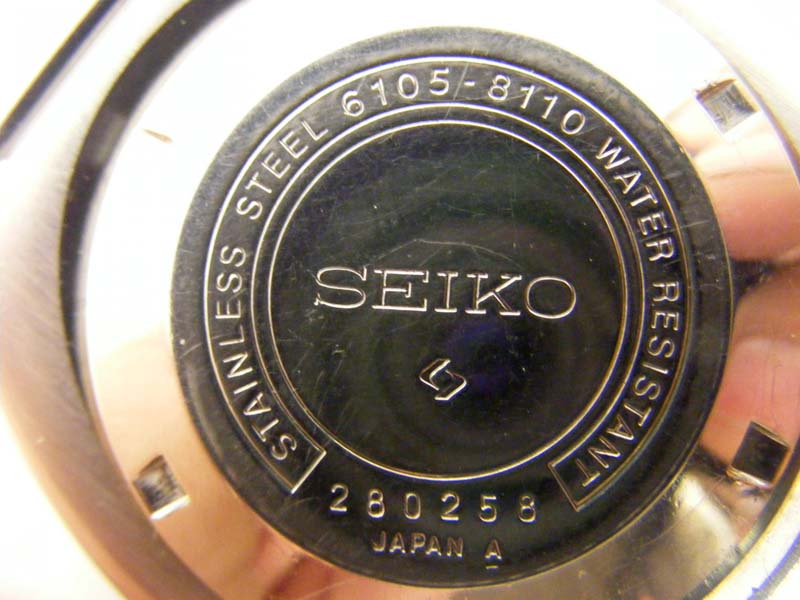 STAINLESS STEEL 6105-8110 WATER RESISTANT
SEIKO
280258
JAPAN A